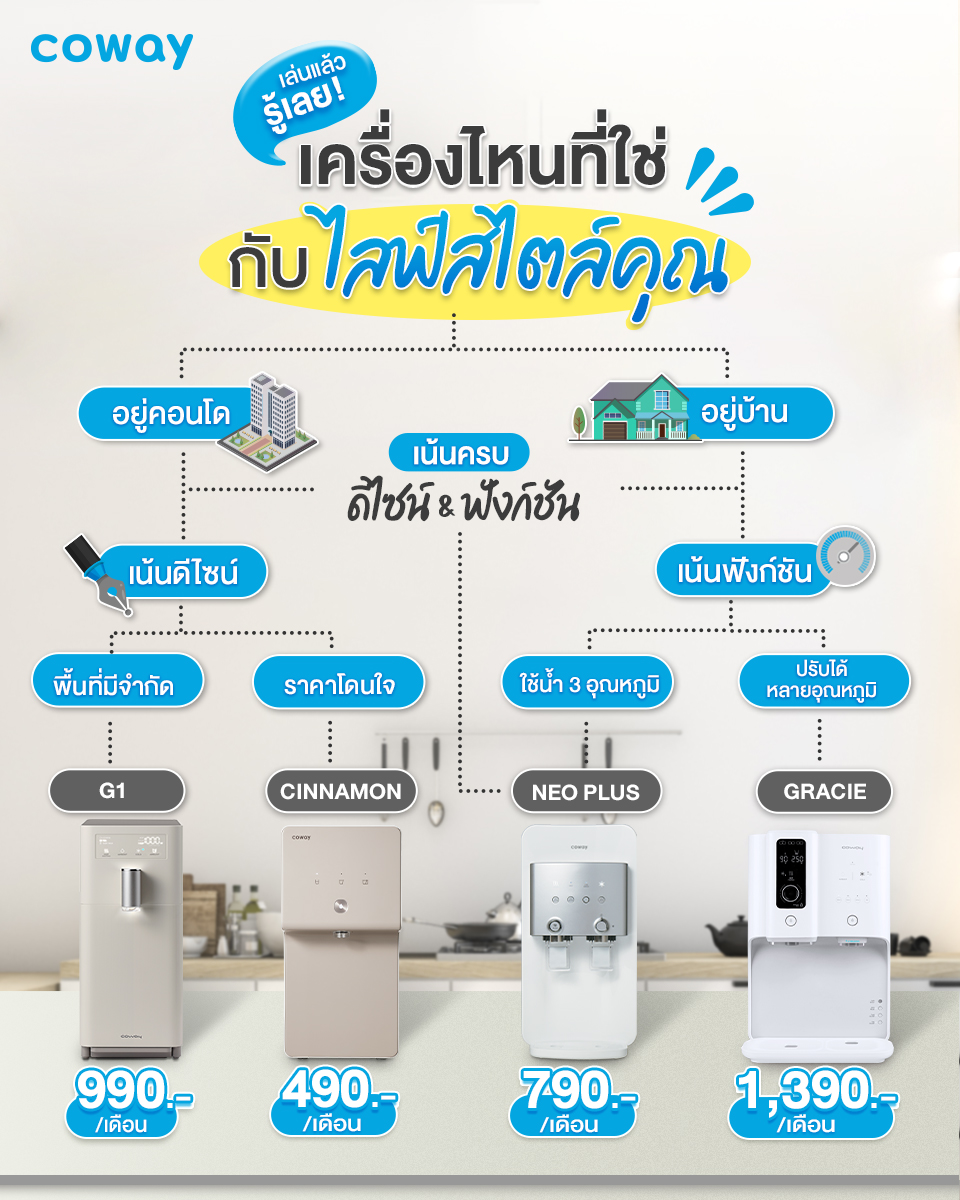 coway
เล่นแล้ว
รู้เลย!
เครื่องไหนที่ใช่
กับไลฟ์สไตล์คุณ
อยู่คอนโด
อยู่บ้าน
เน้นครบ
ดีไซน์ & ฟังก์ชัน
เน้นดีไซน์
เน้นฟังก์ชัน
พื้นที่มีจำกัด
ราคาโดนใจ
ใช้น้ำ 3 อุณหภูมิ
ปรับได้
หลายอุณหภูมิ
G1
CINNAMON
NEO PLUS
GRACIE
coway
coway
coway
coway
990.-
/เดือน
490.-
/เดือน
790.-
/เดือน
1,390.-
/เดือน